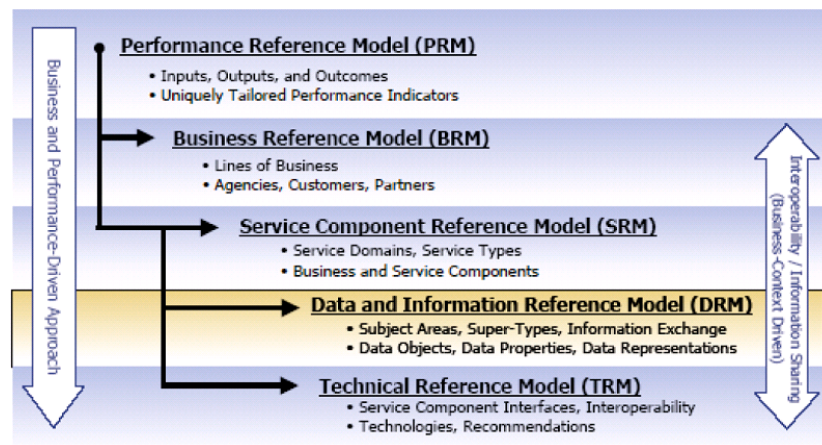 Performance Reference Model (PRM)
• Inputs, Outputs, and Outcomes
• Uniquely Tailored Performance Indicators
Business Reference Model (BRM)
• Lines of Business
• Agencies, Customers, Partners
Service Component Reference Model (SRM)
• Service Domains, Service Types
• Business and Service Components
Data and Information Reference Model (DRM)
• Subject Areas, Super-Types, Information Exchange
• Data Objects, Data Properties, Data Representations
Technical Reference Model (TRM)
• Service Component Interfaces, Interoperability
• Technologies, Recommendations
Business and Performance-Driven Approach
Interoperability / Information Sharing
(Business-Context Driven)